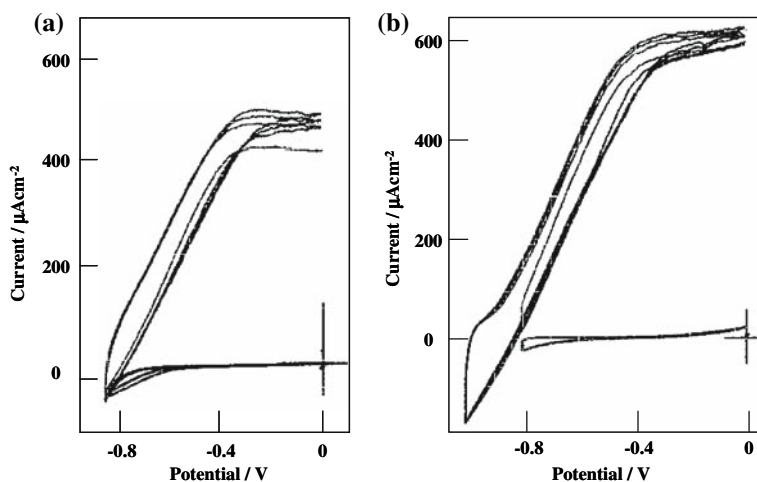 (a)
600
400
200
0
Current / μAcm-2
-0.8
-0.4
0
Potential / V
(b)
600
400
200
0
Current / μAcm-2
-0.8
-0.4
0
Potential / V